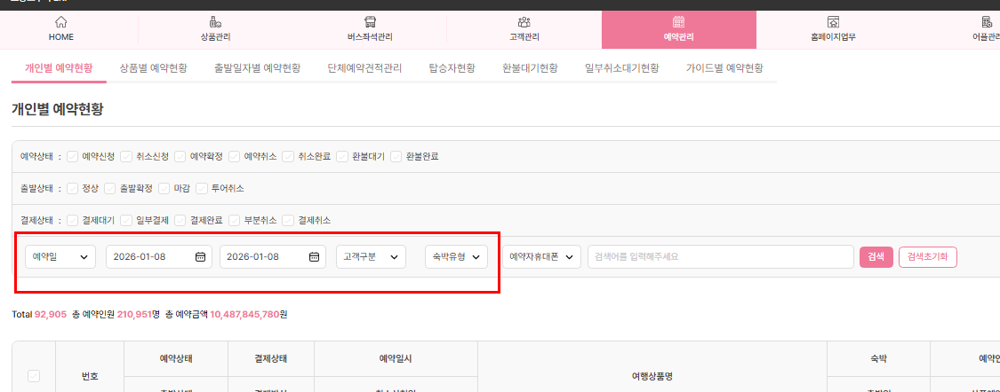 HOME 상품관리 버스좌석관리 고객관리 예약관리 홈페이지업무 어플관리
개인별 예약현황 상품별 예약현황 출발일자별 예약현황 단체예약견적관리 탑승자현황 환불대기현황 일부취소대기현황 가이드별 예약현황
개인별 예약현황
예약상태 : 예약신청 취소신청 예약확정 예약취소 취소완료 환불대기 환불완료
출발상태 : 정상 출발확정 마감 투어취소
결제상태 : 결제대기 일부결제 결제완료 부분취소 결제취소
예약일 2026-01-08 2026-01-08 고객구분 숙박유형 예약자휴대폰 검색어를 입력해주세요 검색 검색초기화
Total 92,905 총 예약인원 210,951명 총 예약금액 10,487,845,780원
예약상태 결제상태 예약일시 숙박
번호 여행상품명